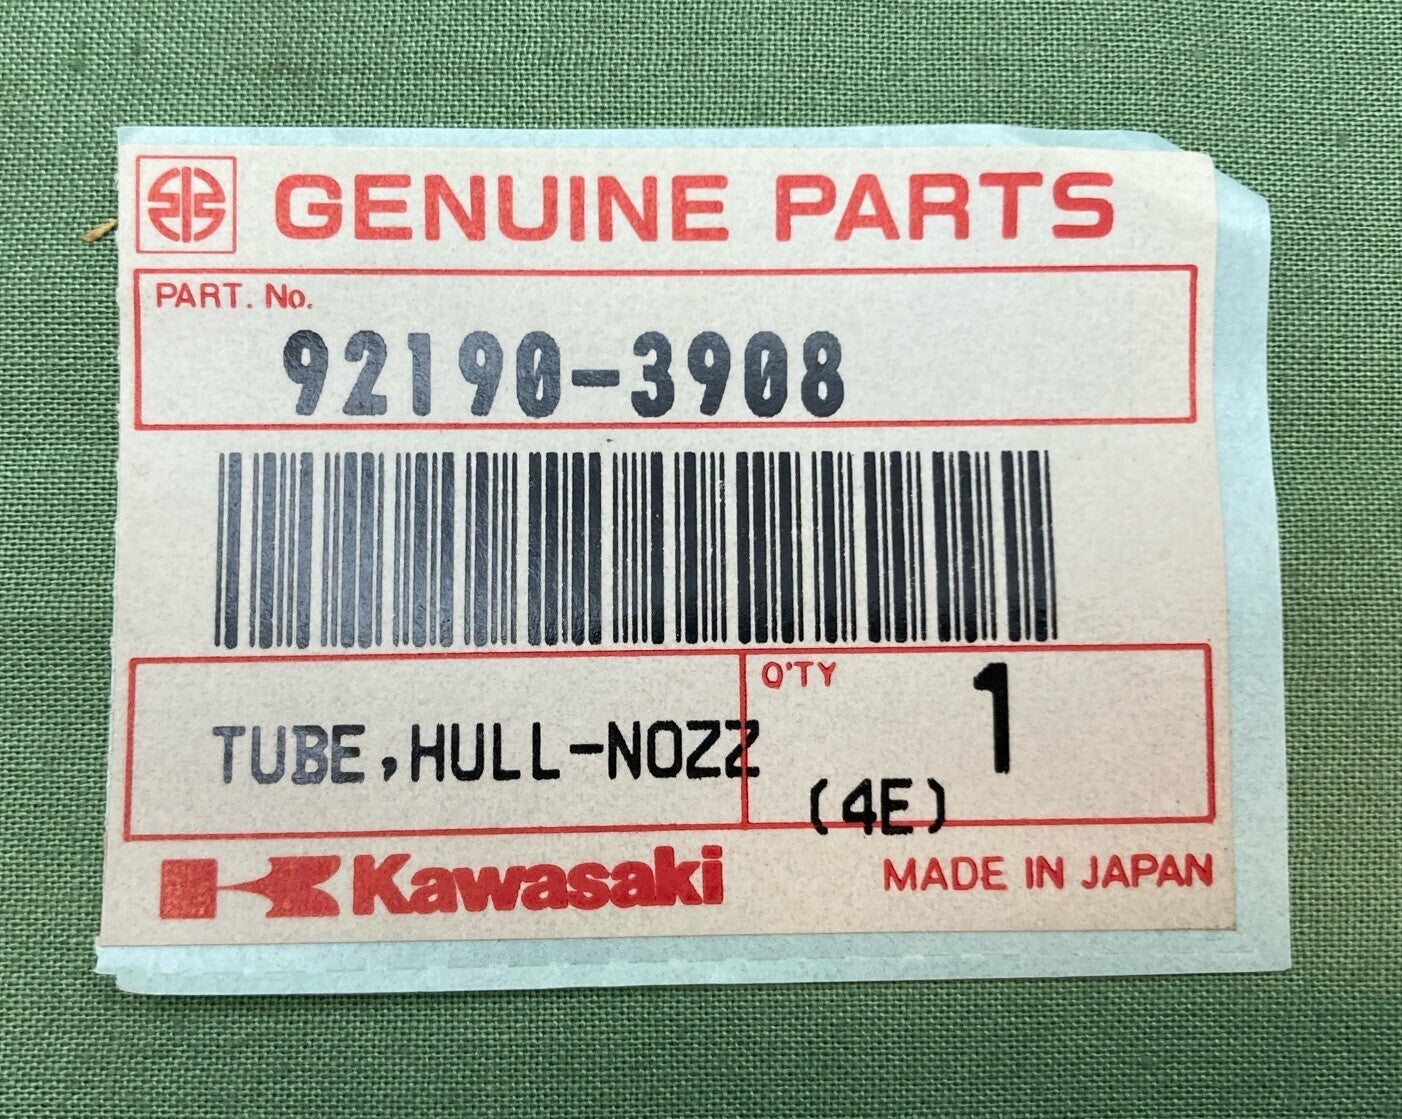 GENUINE PARTS
PART. No.
92190-3908
TUBE,HULL-NOZZ
Q'TY
1
(4E)
Kawasaki
MADE IN JAPAN